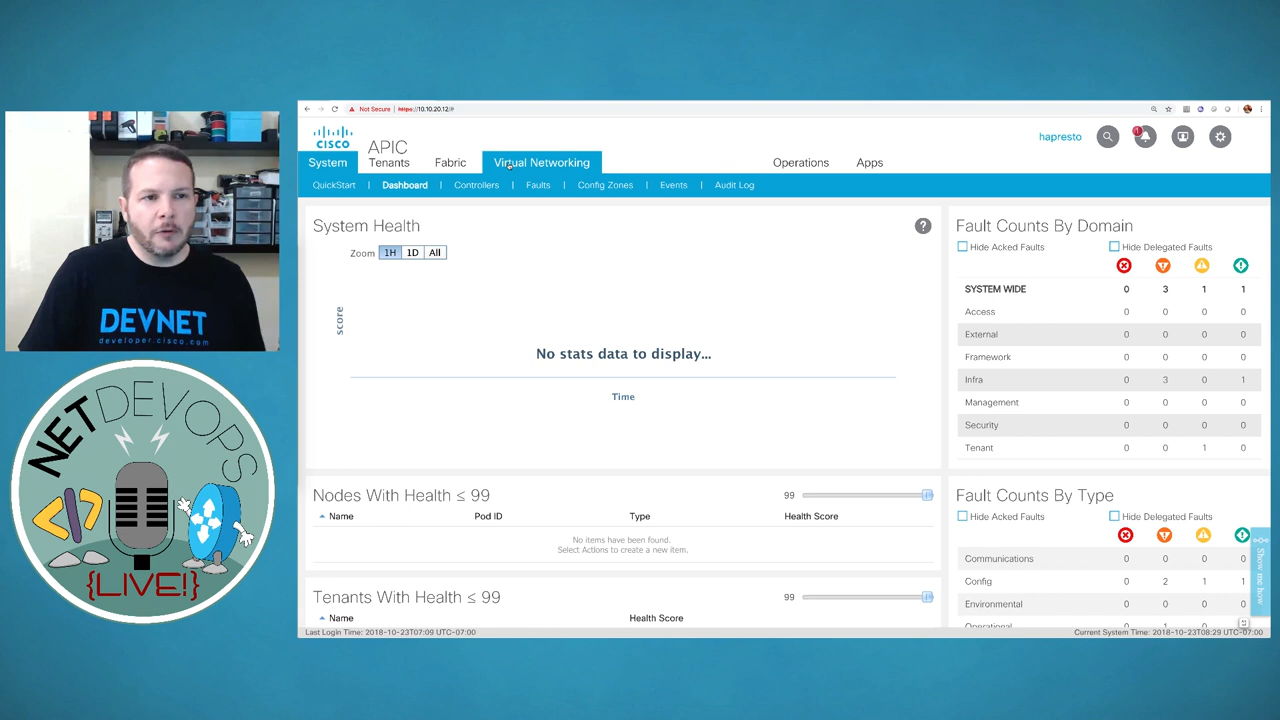 DEVNET
developer.cisco.com
NETDEVOPS
</>
{LIVE!}
Not Secure | https://10.10.20.12/#
CISCO
APIC
hapresto
System
Tenants
Fabric
Virtual Networking
Operations
Apps
QuickStart | Dashboard | Controllers | Faults | Config Zones | Events | Audit Log
System Health
?
Zoom 1H 1D All
score
No stats data to display...
Time
Nodes With Health ≤ 99
99
Name Pod ID Type Health Score
No items have been found.
Select Actions to create a new item.
Tenants With Health ≤ 99
99
Name Health Score
Fault Counts By Domain
Hide Acked Faults Hide Delegated Faults
SYSTEM WIDE 0 3 1 1
Access 0 0 0 0
External 0 0 0 0
Framework 0 0 0 0
Infra 0 3 0 1
Management 0 0 0 0
Security 0 0 0 0
Tenant 0 0 1 0
Fault Counts By Type
Hide Acked Faults Hide Delegated Faults
Communications 0 0 0 0
Config 0 2 1 1
Environmental 0 0 0 0
Operational 0 1 0 0
Show me how
Last Login Time: 2018-10-23T07:09 UTC-07:00
Current System Time: 2018-10-23T08:29 UTC-07:00